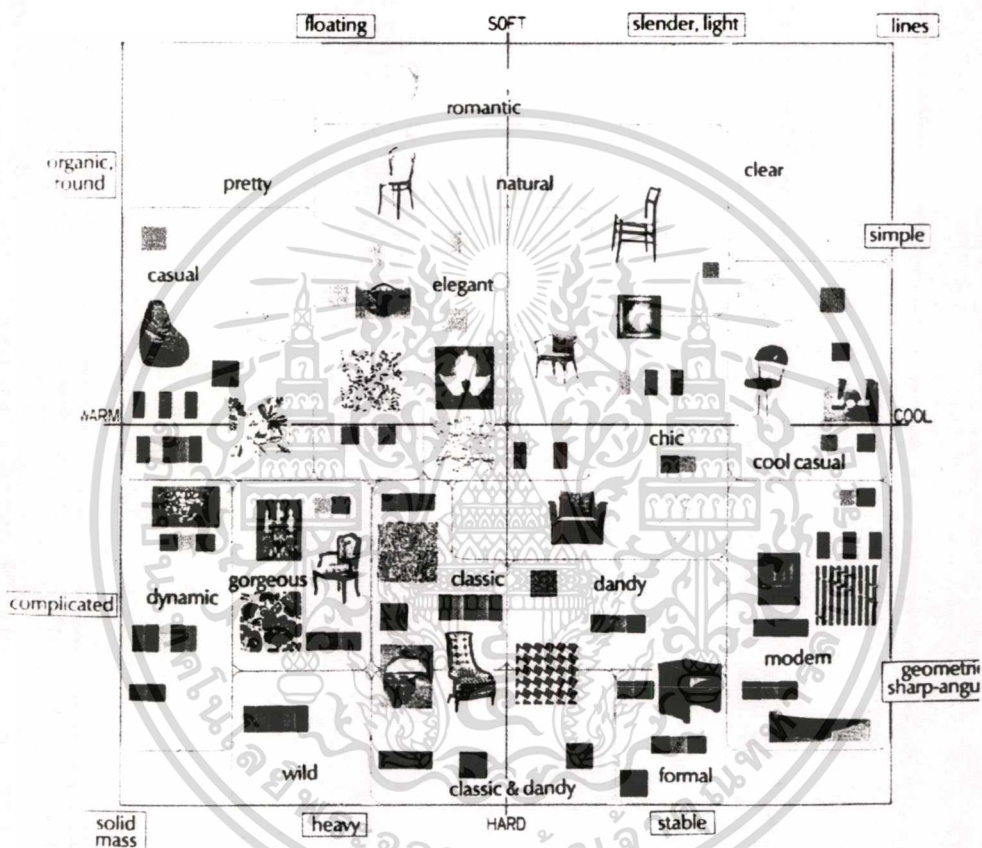 floating
SOFT
slender, light
lines
romantic
organic,
round
pretty
natural
clear
simple
casual
elegant
WARM
COOL
chic
cool casual
complicated
dynamic
gorgeous
classic
dandy
modern
geometri
sharp-angu
wild
classic & dandy
formal
solid
mass
heavy
HARD
stable